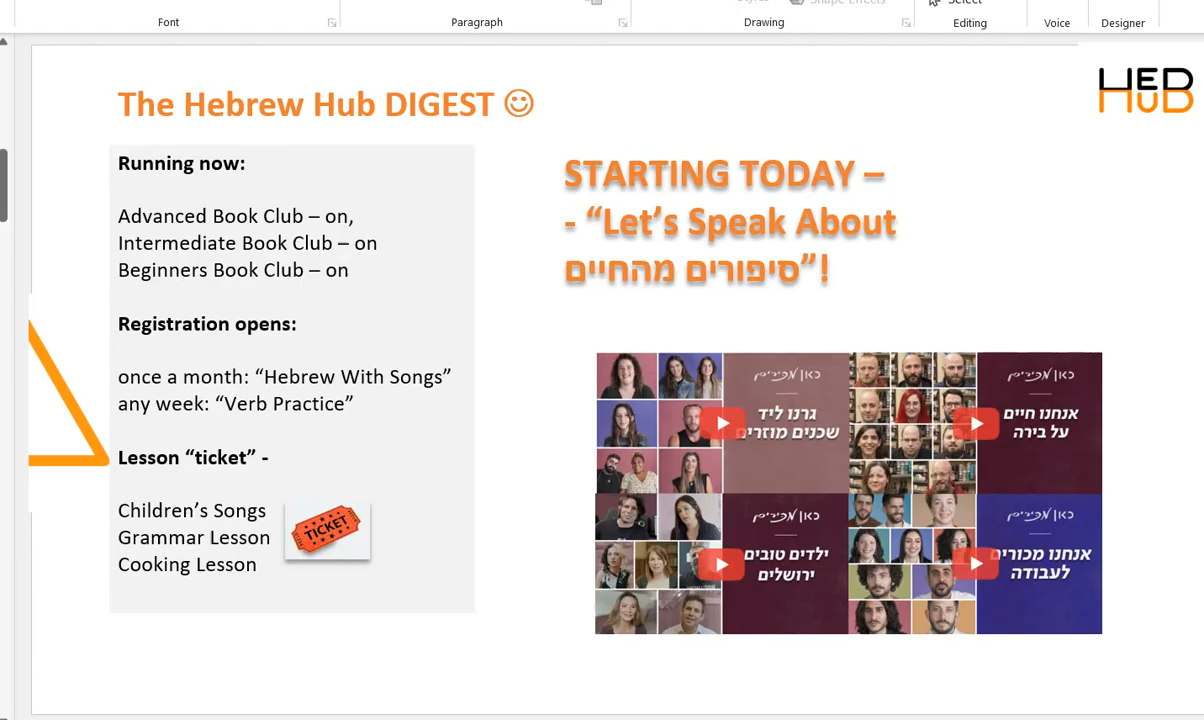 Font
Paragraph
Drawing
Editing
Voice
Designer
Select
HEB
HUB
The Hebrew Hub DIGEST ☺
Running now:
Advanced Book Club – on,
Intermediate Book Club – on
Beginners Book Club – on
Registration opens:
once a month: “Hebrew With Songs”
any week: “Verb Practice”
Lesson “ticket” -
Children’s Songs
Grammar Lesson
Cooking Lesson
TICKET
STARTING TODAY –
- “Let’s Speak About
סיפורים מהחיים”!
כאן מכירים
גרנו ליד
שכנים מוזרים
כאן מכירים
אנחנו חיים
על בירה
כאן מכירים
ילדים טובים
ירושלים
כאן מכירים
אנחנו מכורים
לעבודה